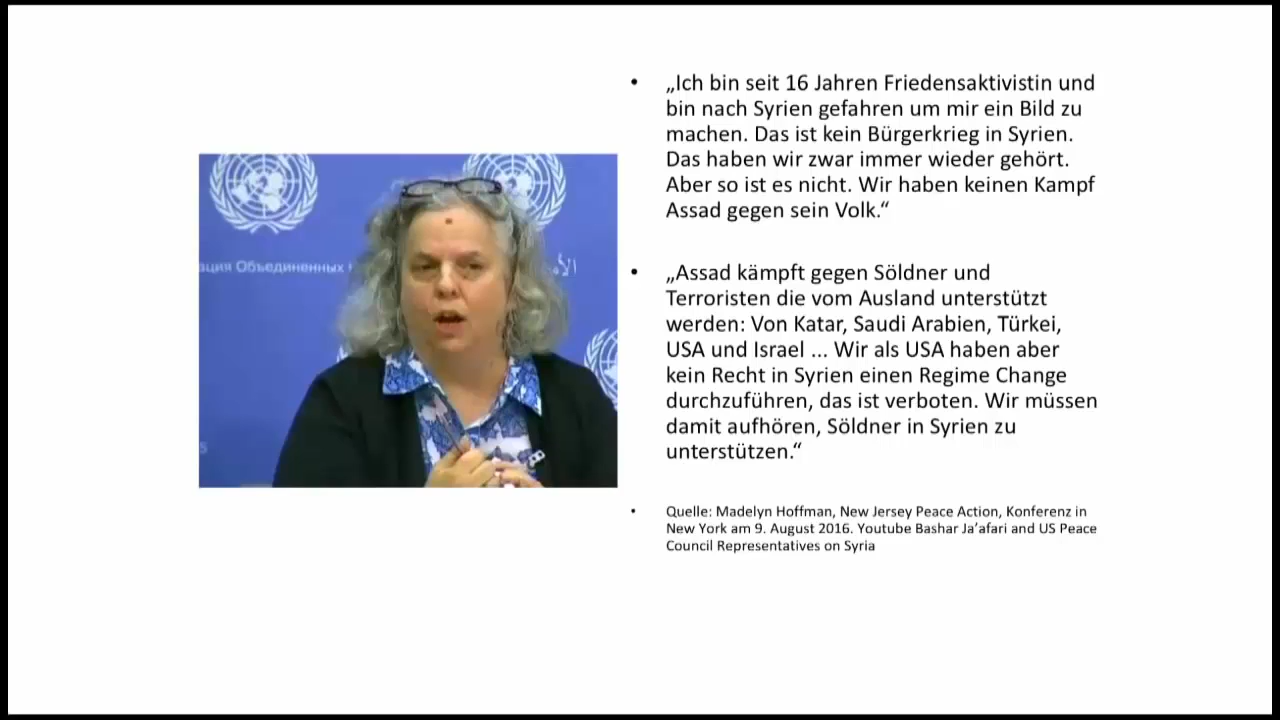 „Ich bin seit 16 Jahren Friedensaktivistin und
bin nach Syrien gefahren um mir ein Bild zu
machen. Das ist kein Bürgerkrieg in Syrien.
Das haben wir zwar immer wieder gehört.
Aber so ist es nicht. Wir haben keinen Kampf
Assad gegen sein Volk.“
„Assad kämpft gegen Söldner und
Terroristen die vom Ausland unterstützt
werden: Von Katar, Saudi Arabien, Türkei,
USA und Israel ... Wir als USA haben aber
kein Recht in Syrien einen Regime Change
durchzuführen, das ist verboten. Wir müssen
damit aufhören, Söldner in Syrien zu
unterstützen.“
Quelle: Madelyn Hoffman, New Jersey Peace Action, Konferenz in
New York am 9. August 2016. Youtube Bashar Ja’afari and US Peace
Council Representatives on Syria
Объединенных